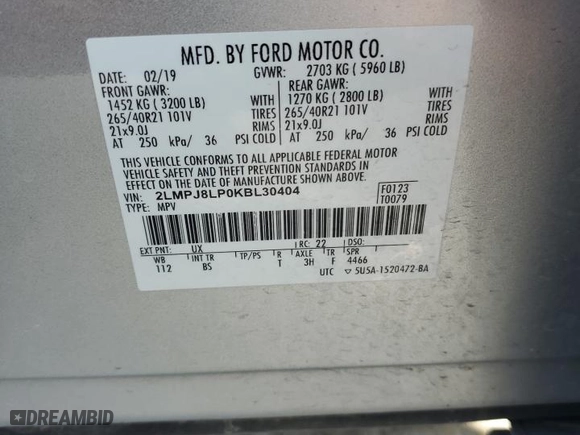 MFD. BY FORD MOTOR CO.
DATE: 02/19 GVWR: 2703 KG ( 5960 LB)
FRONT GAWR: REAR GAWR:
1452 KG ( 3200 LB) WITH 1270 KG ( 2800 LB) WITH
265/40R21 101V TIRES 265/40R21 101V TIRES
21x9.0J RIMS 21x9.0J RIMS
AT 250 kPa/ 36 PSI COLD AT 250 kPa/ 36 PSI COLD
THIS VEHICLE CONFORMS TO ALL APPLICABLE FEDERAL MOTOR
VEHICLE SAFETY AND THEFT PREVENTION STANDARDS IN
EFFECT ON THE DATE OF MANUFACTURE SHOWN ABOVE.
VIN: 2LMPJ8LP0KBL30404 F0123
TYPE: MPV T0079
EXT PNT: UX RC: 22 DSO:
WB INT TR TP/PS R AXLE TR SPR
112 BS T 3H F 4466
UTC ▽ 5U5A-1520472-BA
DREAMBID